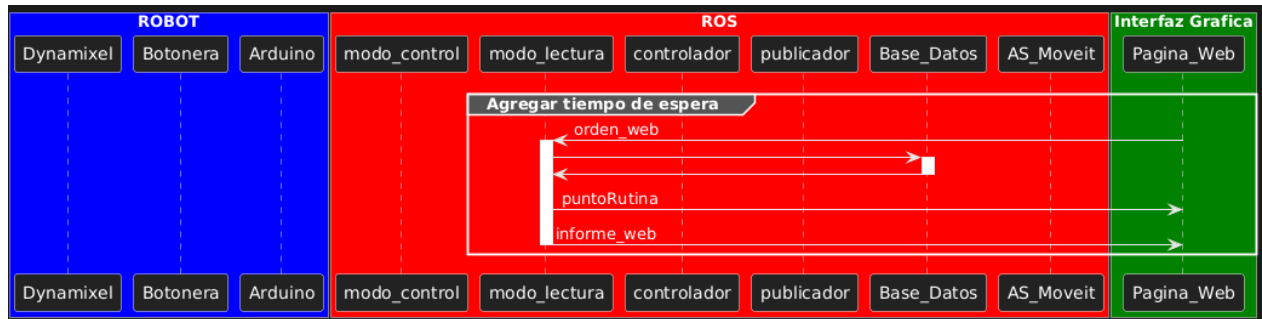 ROBOT ROS Interfaz Grafica
Dynamixel Botonera Arduino modo_control modo_lectura controlador publicador Base_Datos AS_Moveit Pagina_Web
Agregar tiempo de espera
orden_web
puntoRutina
informe_web
Dynamixel Botonera Arduino modo_control modo_lectura controlador publicador Base_Datos AS_Moveit Pagina_Web